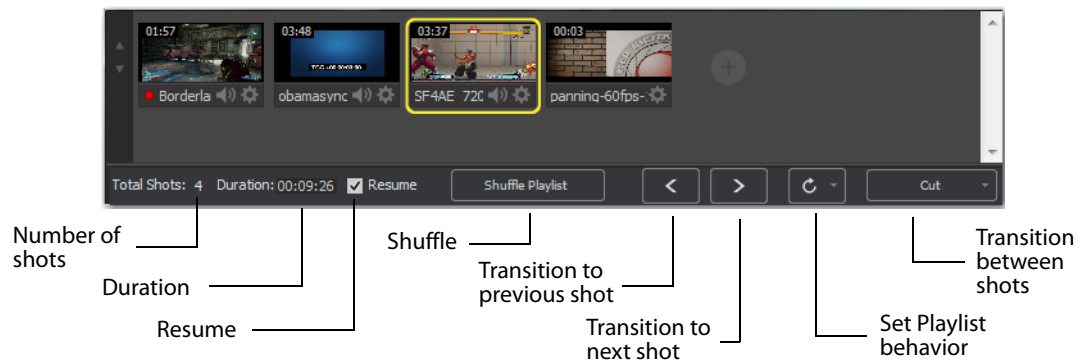 01:57
03:48
03:37
00:03
Borderla
obamasync
SF4AE_720
panning-60fps-
Total Shots: 4 Duration: 00:09:26 Resume Shuffle Playlist Cut
Number of
shots
Duration
Resume
Shuffle
Transition to
previous shot
Transition to
next shot
Set Playlist
behavior
Transition
between
shots